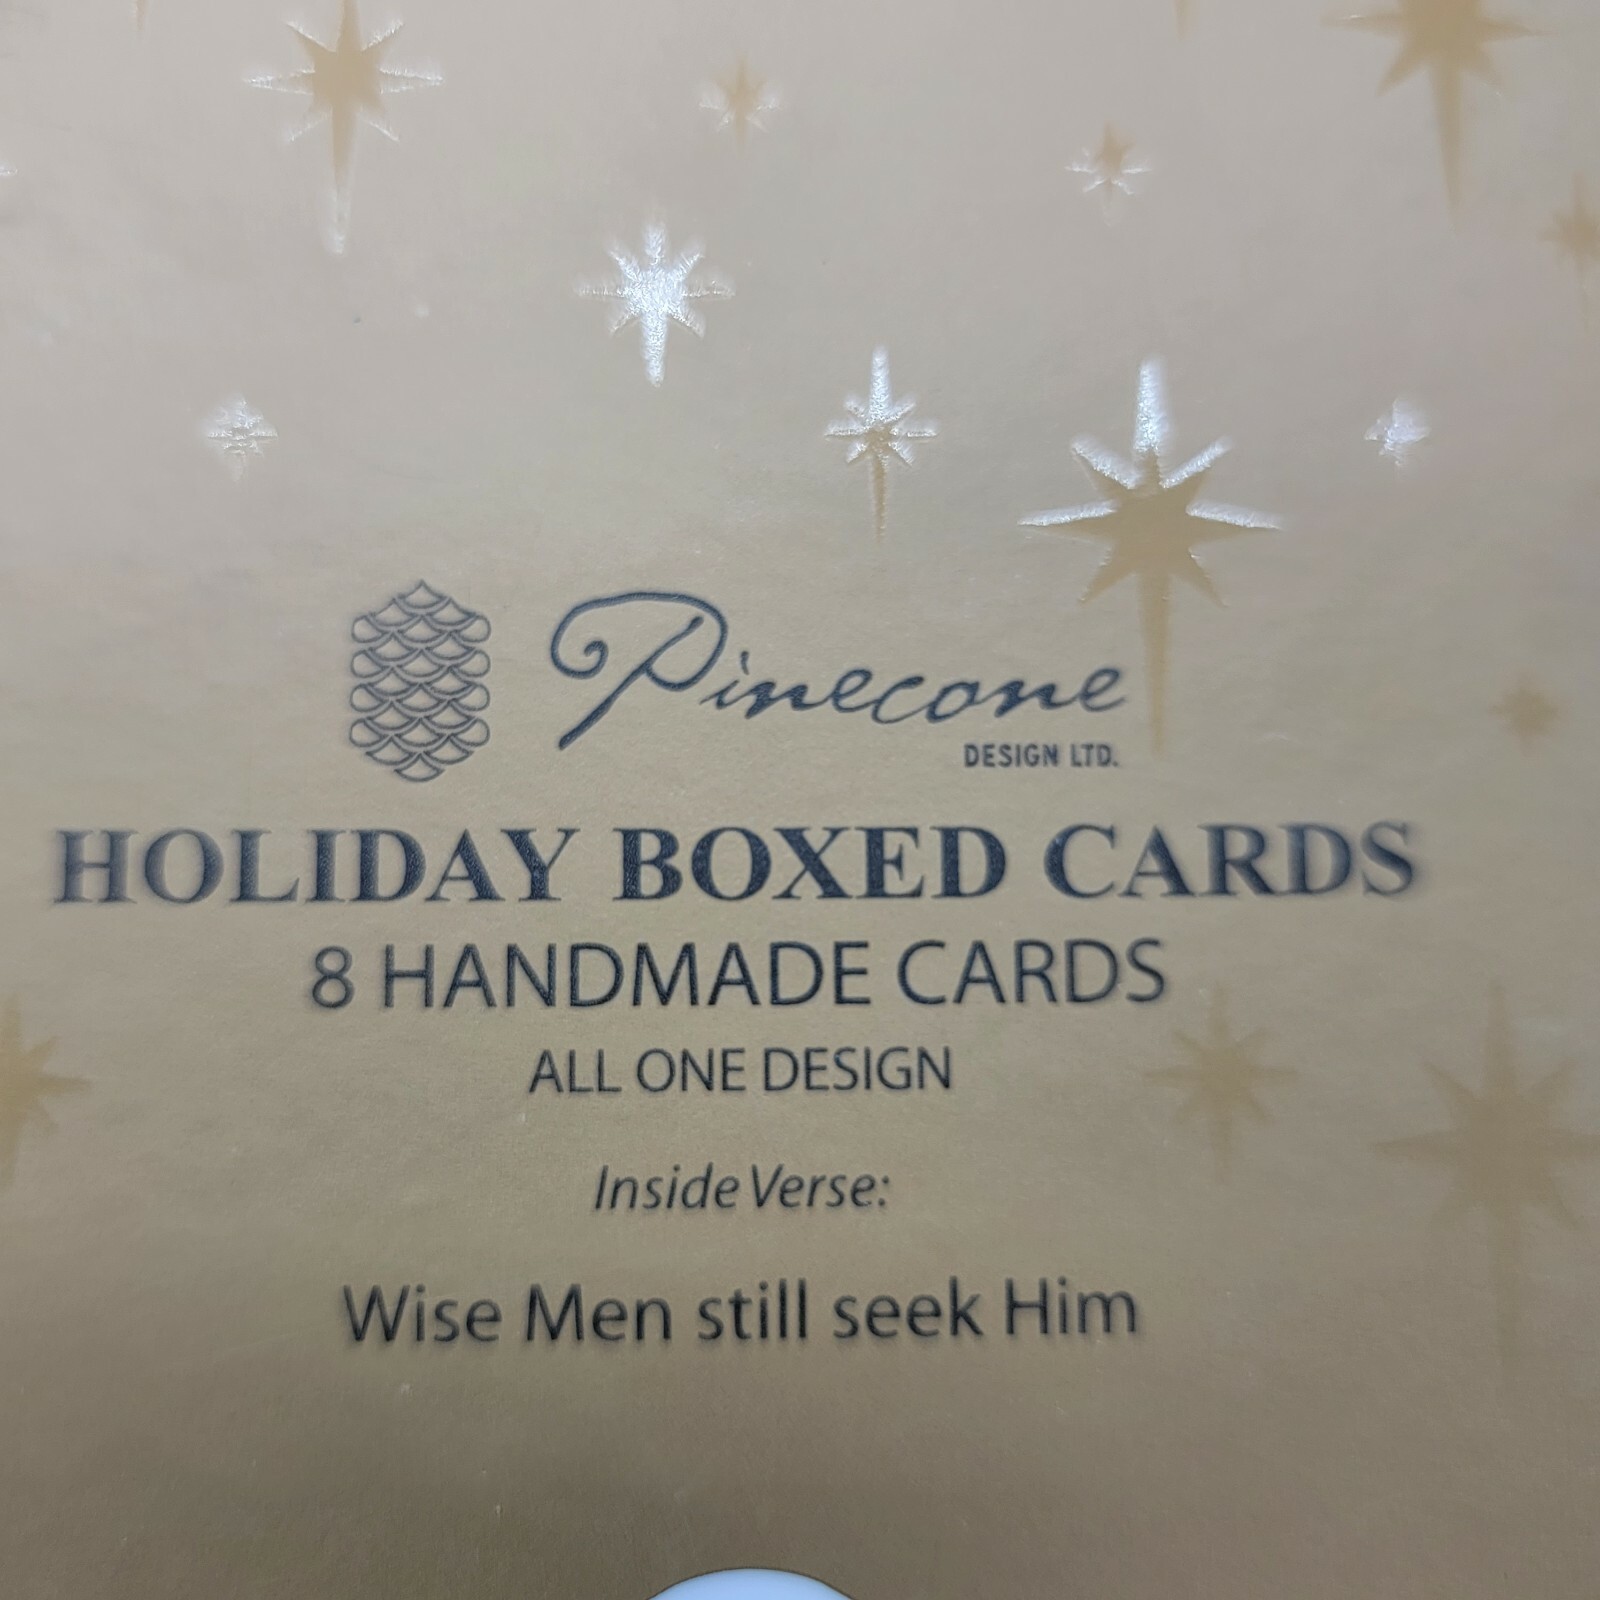 Pinecone
DESIGN LTD.
HOLIDAY BOXED CARDS
8 HANDMADE CARDS
ALL ONE DESIGN
Inside Verse:
Wise Men still seek Him